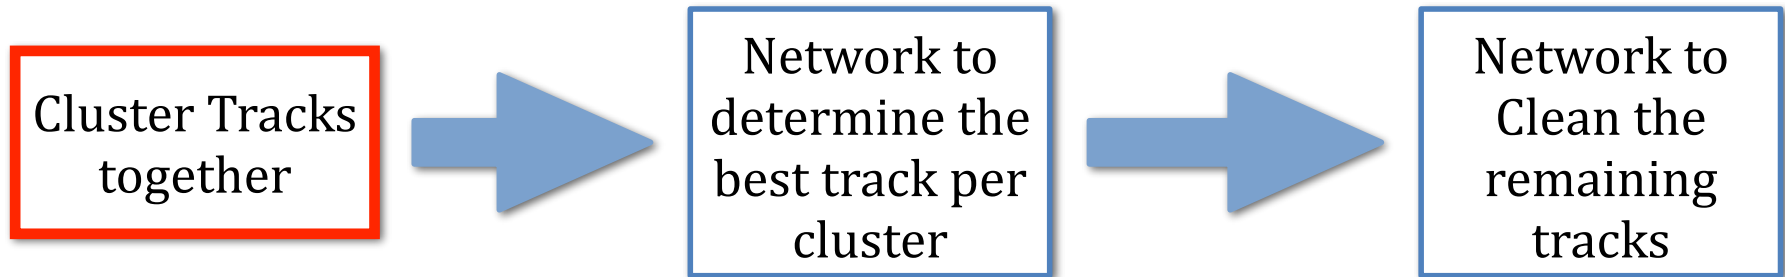 Cluster Tracks
together
Network to
determine the
best track per
cluster
Network to
Clean the
remaining
tracks